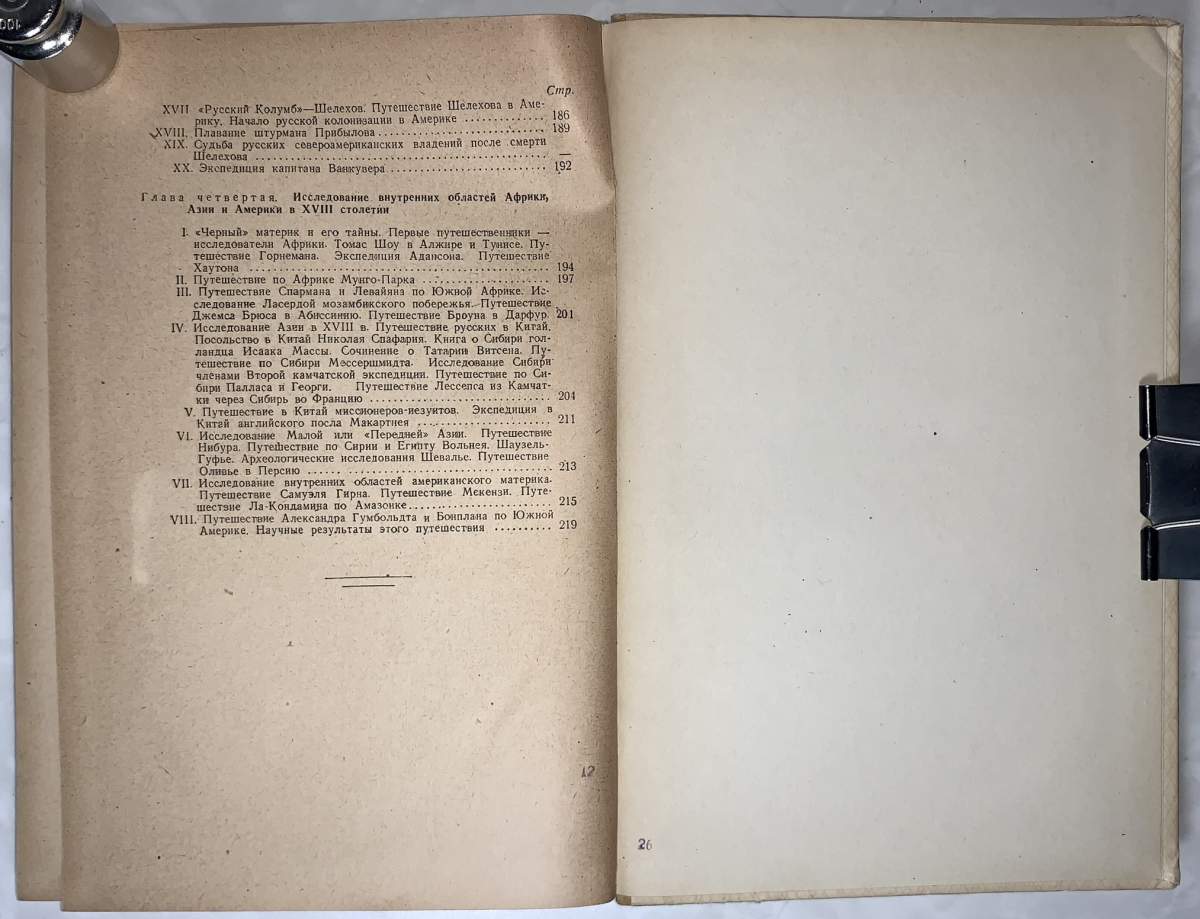 Стр.
XVII «Русский Колумб»—Шелехов. Путешествие Шелехова в Аме-
рику. Начало русской колонизации в Америке ............. 186
XVIII. Плавание штурмана Прибылова ......................... 189
XIX. Судьба русских североамериканских владений после смерти
Шелехова ............................................. —
XX. Экспедиция капитана Ванкувера ......................... 192
Глава четвертая. Исследование внутренних областей Африки,
Азии и Америки в XVIII столетии
I. «Черный» материк и его тайны. Первые путешественники —
исследователи Африки. Томас Шоу в Алжире и Тунисе. Пу-
тешествие Горнемана. Экспедиция Адансона. Путешествие
Хаутона ............................................. 194
II. Путешествие по Африке Мунго-Парка .................... 197
III. Путешествие Спармана и Левайяна по Южной Африке. Ис-
следование Ласердой мозамбикского побережья. Путешествие
Джемса Брюса в Абиссинию. Путешествие Броуна в Дарфур. 201
IV. Исследование Азии в XVIII в. Путешествие русских в Китай.
Посольство в Китай Николая Спафария. Книга о Сибири гол-
ландца Исаака Массы. Сочинение о Татарии Витсена. Пу-
тешествие по Сибири Мессершмидта. Исследование Сибири
членами Второй камчатской экспедиции. Путешествие по Си-
бири Палласа и Георги. Путешествие Лессепса из Камчат-
ки через Сибирь во Францию ............................ 204
V. Путешествие в Китай миссионеров-иезуитов. Экспедиция в
Китай английского посла Макартнея ..................... 211
VI. Исследование Малой или «Передней» Азии. Путешествие
Нибура. Путешествие по Сирии и Египту Вольнея. Шаузель-
Гуфье. Археологические исследования Шевалье. Путешествие
Оливье в Персию ...................................... 213
VII. Исследование внутренних областей американского материка.
Путешествие Самуэля Гирна. Путешествие Мекензи. Путе-
шествие Ла-Кондамина по Амазонке ...................... 215
VIII. Путешествие Александра Гумбольдта и Бонплана по Южной
Америке. Научные результаты этого путешествия .......... 219
12
26
100